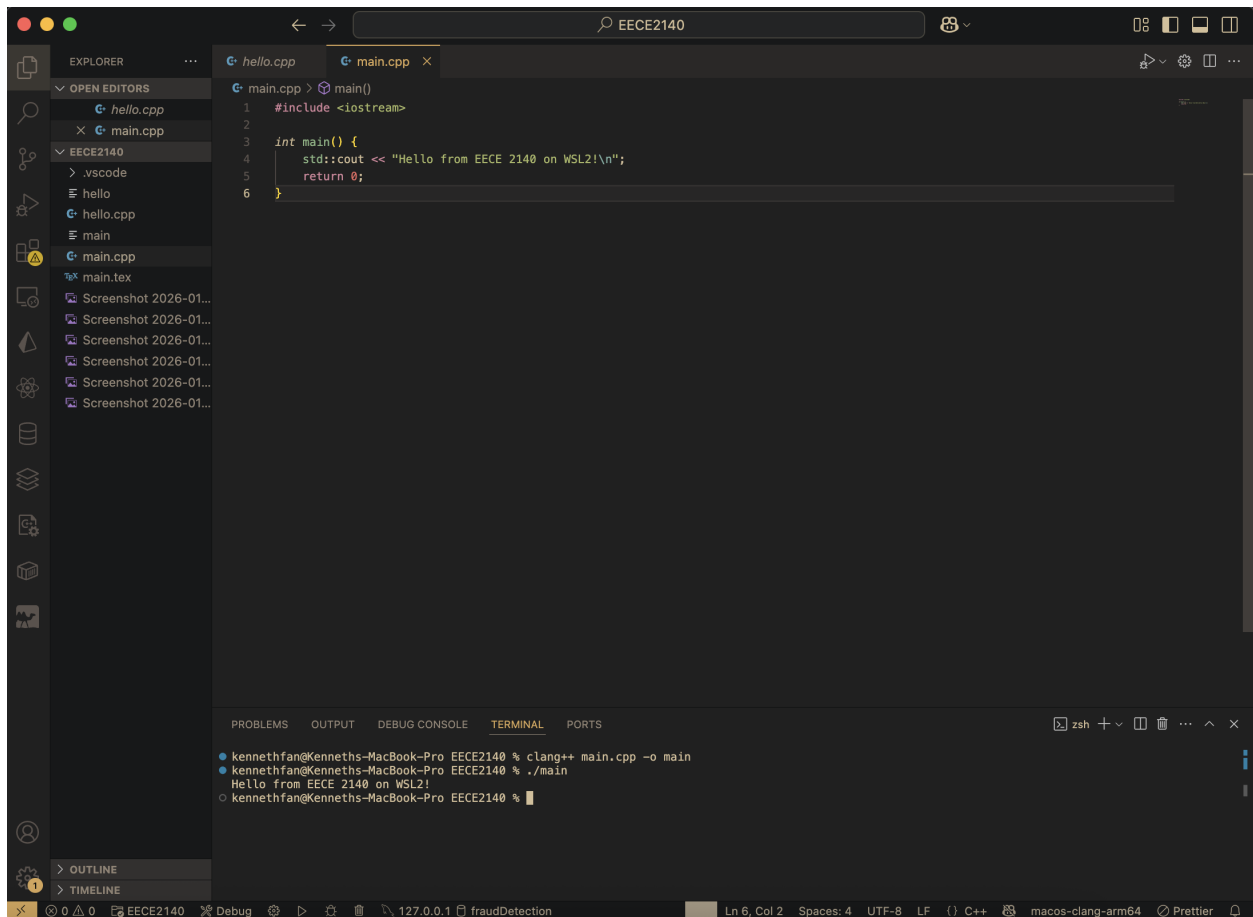 EECE2140
EXPLORER
hello.cpp
main.cpp
OPEN EDITORS
hello.cpp
main.cpp
EECE2140
.vscode
hello
hello.cpp
main
main.cpp
TEX main.tex
Screenshot 2026-01...
Screenshot 2026-01...
Screenshot 2026-01...
Screenshot 2026-01...
Screenshot 2026-01...
Screenshot 2026-01...
OUTLINE
TIMELINE
main.cpp > main()
1 #include <iostream>
2
3 int main() {
4 std::cout << "Hello from EECE 2140 on WSL2!\n";
5 return 0;
6 }
PROBLEMS OUTPUT DEBUG CONSOLE TERMINAL PORTS
zsh
kennethfan@Kenneths-MacBook-Pro EECE2140 % clang++ main.cpp -o main
kennethfan@Kenneths-MacBook-Pro EECE2140 % ./main
Hello from EECE 2140 on WSL2!
kennethfan@Kenneths-MacBook-Pro EECE2140 %
1
0 0 EECE2140 Debug 127.0.0.1 fraudDetection Ln 6, Col 2 Spaces: 4 UTF-8 LF {} C++ macos-clang-arm64 Prettier